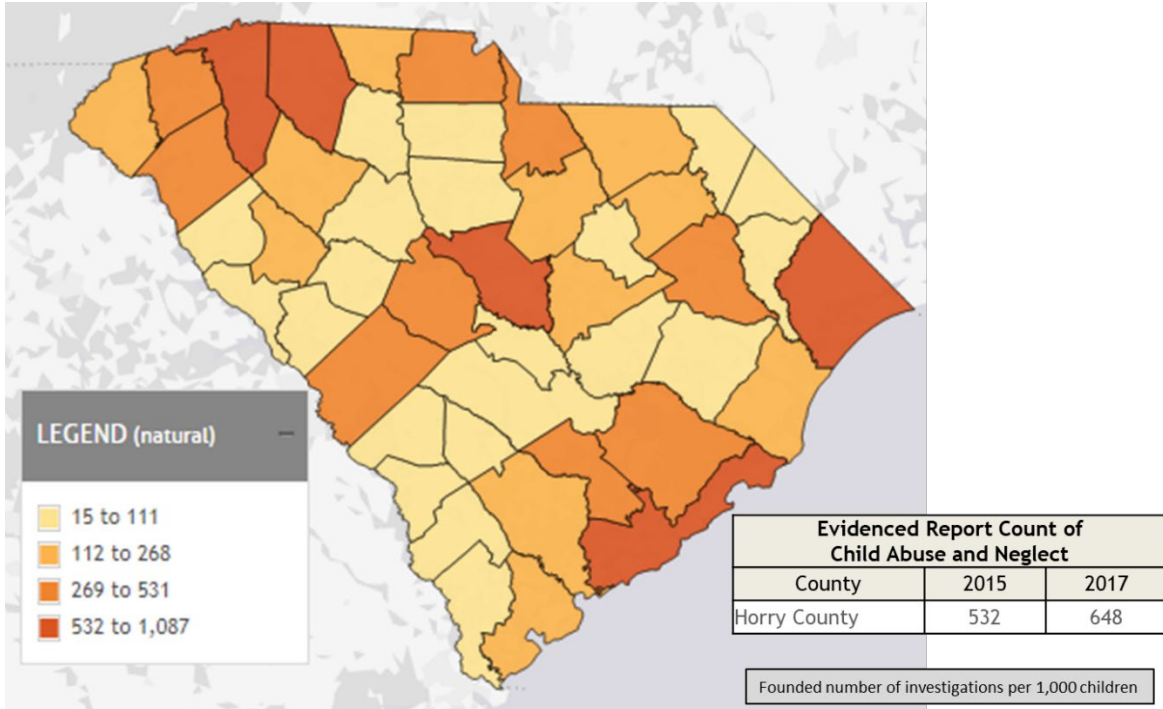 LEGEND (natural)
15 to 111
112 to 268
269 to 531
532 to 1,087
Evidenced Report Count of
Child Abuse and Neglect
County 2015 2017
Horry County 532 648
Founded number of investigations per 1,000 children